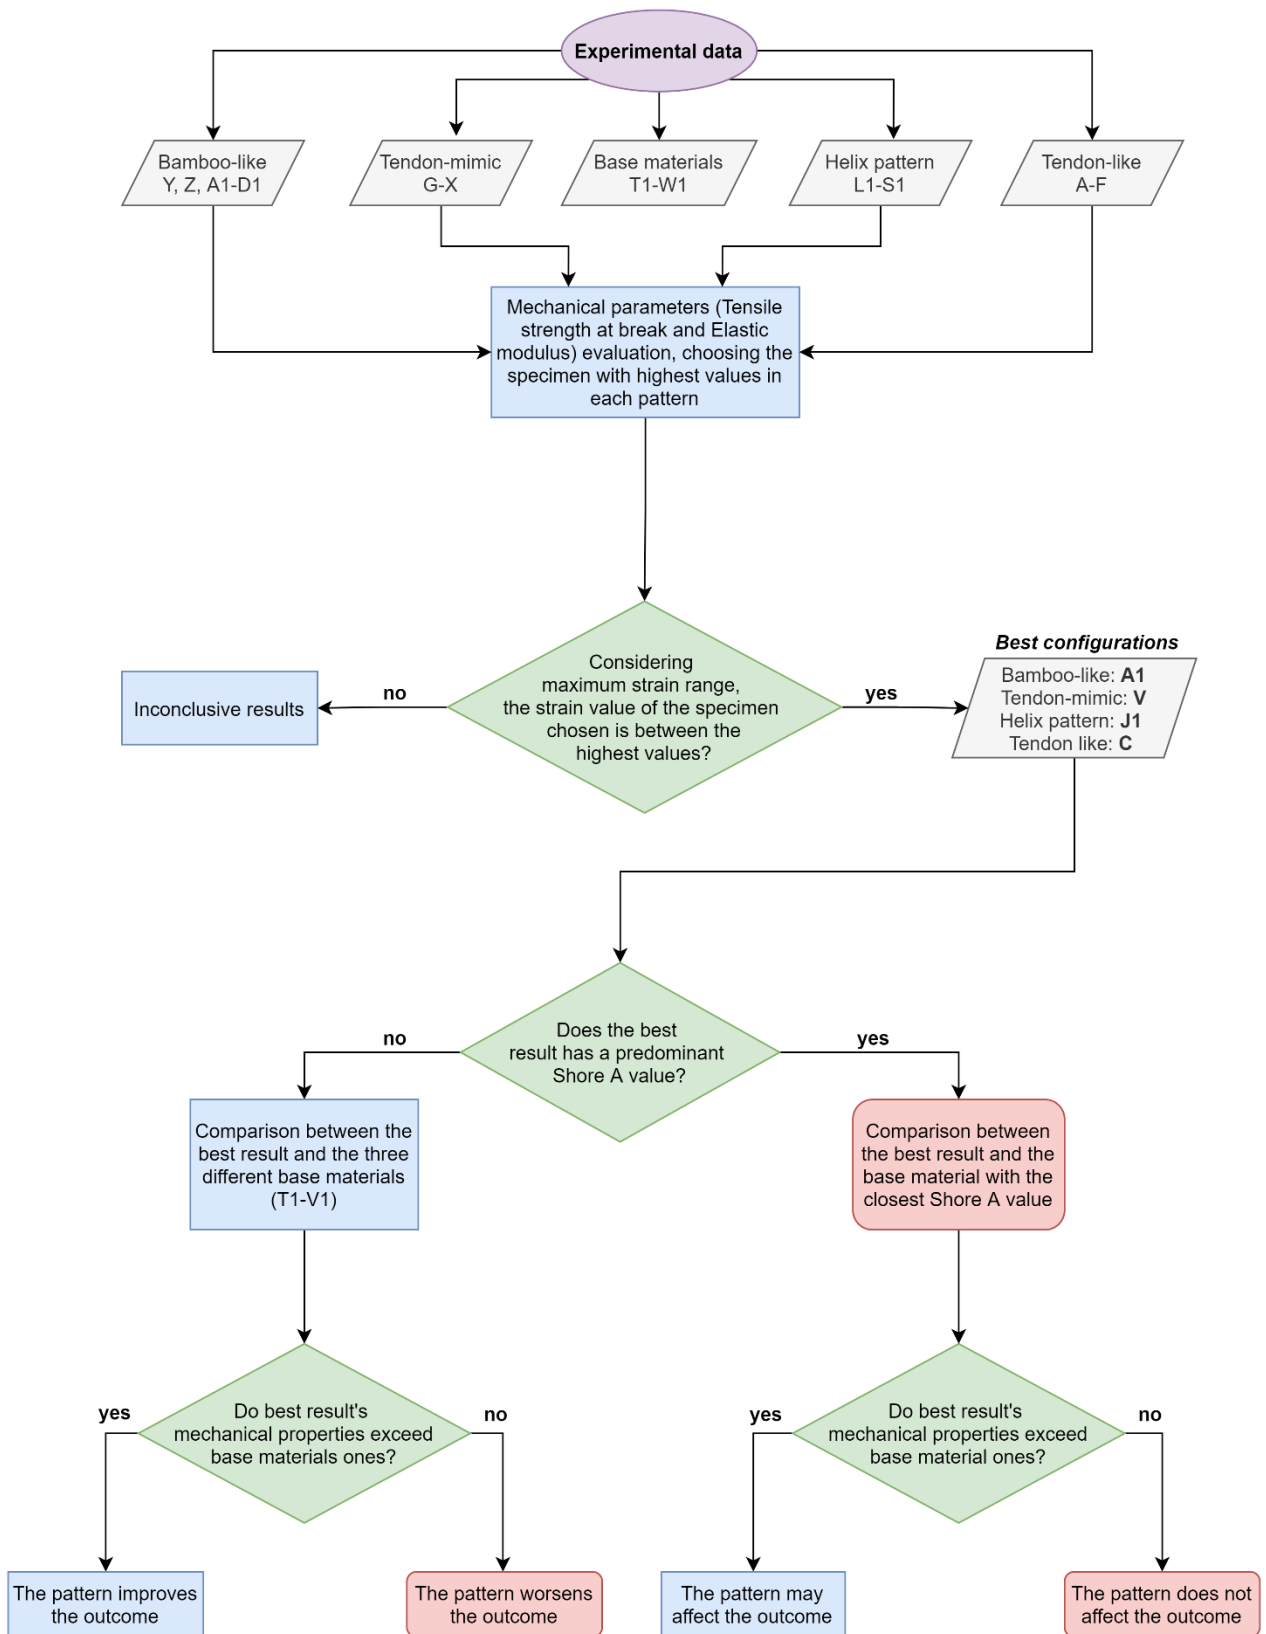 Experimental data
Bamboo-like
Y, Z, A1-D1
Tendon-mimic
G-X
Base materials
T1-W1
Helix pattern
L1-S1
Tendon-like
A-F
Mechanical parameters (Tensile
strength at break and Elastic
modulus) evaluation, choosing the
specimen with highest values in
each pattern
Considering
maximum strain range,
the strain value of the specimen
chosen is between the
highest values?
no
yes
Inconclusive results
Best configurations
Bamboo-like: A1
Tendon-mimic: V
Helix pattern: J1
Tendon like: C
Does the best
result has a predominant
Shore A value?
no
yes
Comparison between the
best result and the three
different base materials
(T1-V1)
Comparison between
the best result and the
base material with the
closest Shore A value
Do best result's
mechanical properties exceed
base materials ones?
yes
no
Do best result's
mechanical properties exceed
base material ones?
yes
no
The pattern improves
the outcome
The pattern worsens
the outcome
The pattern may
affect the outcome
The pattern does not
affect the outcome